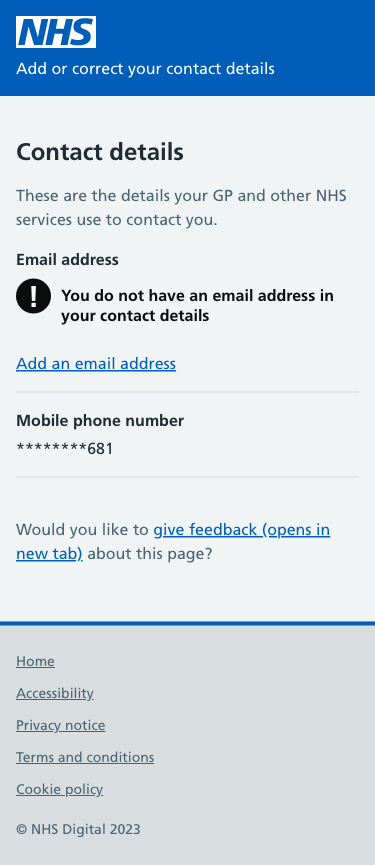 NHS
Add or correct your contact details
Contact details
These are the details your GP and other NHS
services use to contact you.
Email address
! You do not have an email address in
your contact details
Add an email address
Mobile phone number
********681
Would you like to give feedback (opens in
new tab) about this page?
Home
Accessibility
Privacy notice
Terms and conditions
Cookie policy
© NHS Digital 2023